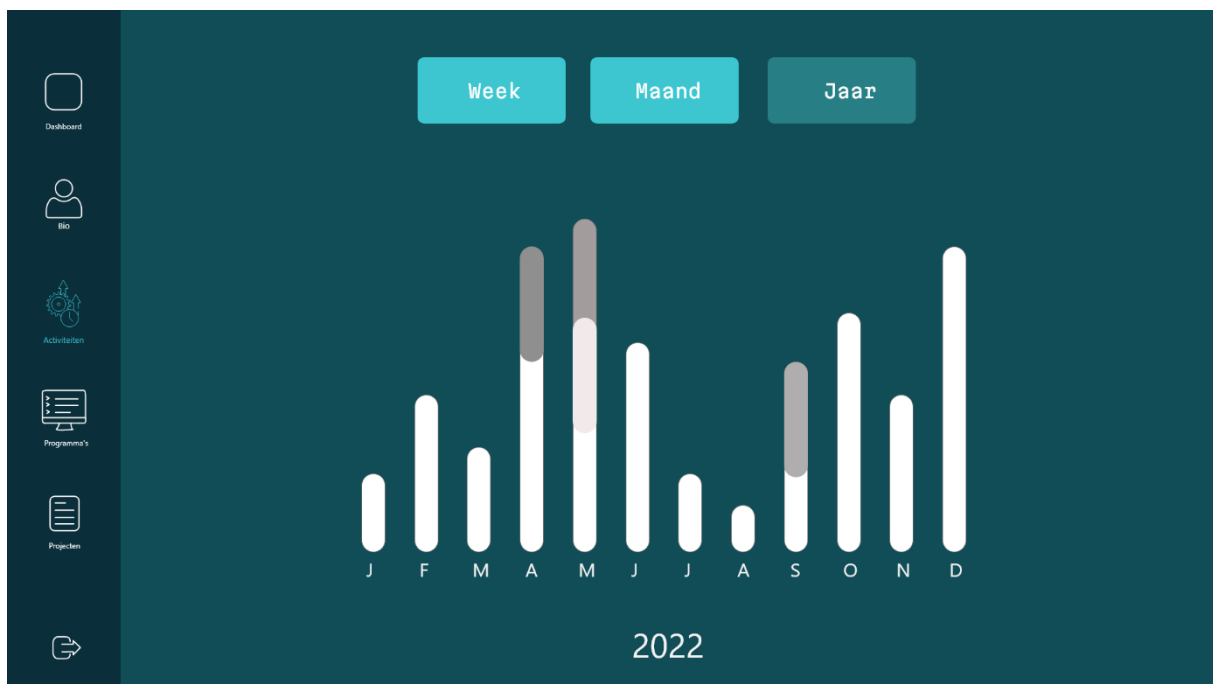 Week Maand Jaar
Dashboard
Bio
Activiteiten
Programma's
Projecten
J F M A M J J A S O N D
2022